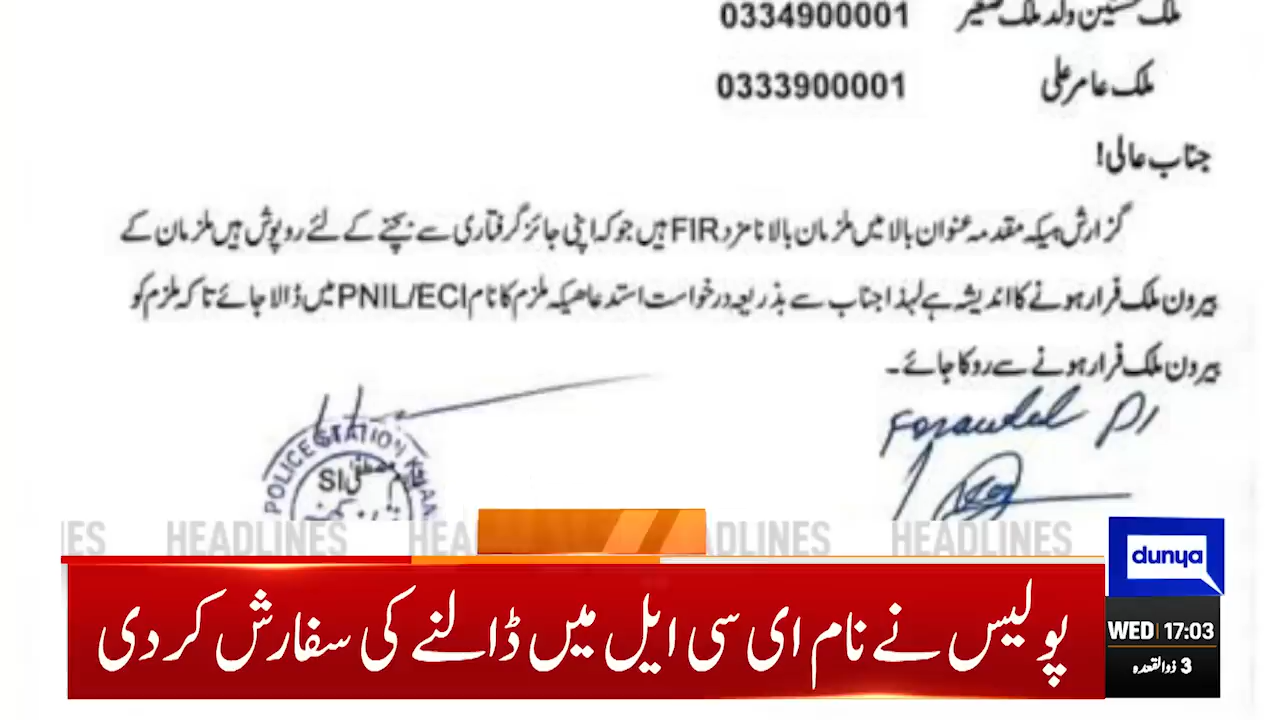 ملک حسنین ولد ملک صغیر 0334900001
ملک عامر علی 0333900001
جناب عالی!
گزارش ہیکہ مقدمہ عنوان بالا میں ملزمان بالا نامزد FIR ہیں جو کہ اپنی جائز گرفتاری سے بچنے کے لئے روپوش ہیں ملزمان کے
بیرون ملک فرار ہونے کا اندیشہ ہے لہذا جناب سے بذریعہ درخواست استدعا ھیکہ ملزم کا نام PNIL/ECl میں ڈالا جائے تاکہ ملزم کو
بیرون ملک فرار ہونے سے روکا جائے۔
POLICE STATION
SI
HEADLINES
dunya
پولیس نے نام ای سی ایل میں ڈالنے کی سفارش کر دی
WED 17:03
3 ذوالقعدہ